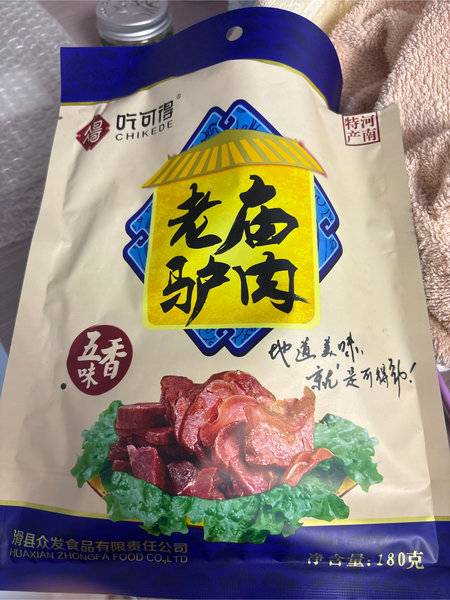 吃可得®
CHIKEDE
河南
特产
老庙
驴肉
五香味
地道美味,
就是可得劲!
滑县众发食品有限责任公司
HUAXIAN ZHONGFA FOOD CO.,LTD
净含量:180克